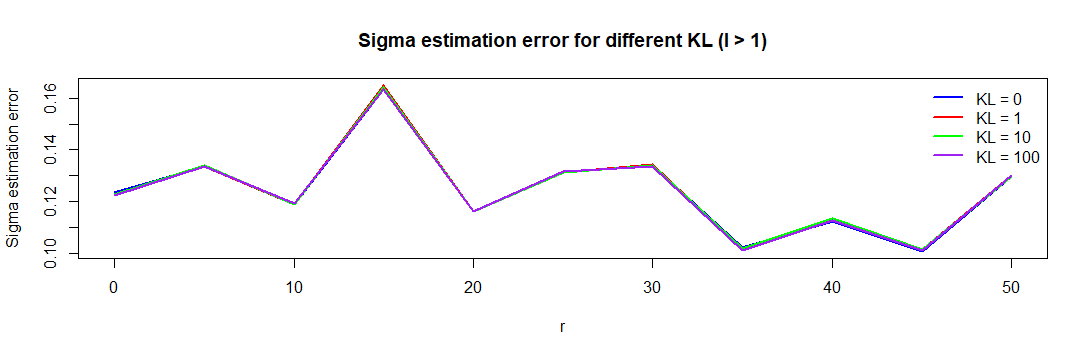 Sigma estimation error for different KL (l > 1)
Sigma estimation error
0.16
0.14
0.12
0.10
KL = 0
KL = 1
KL = 10
KL = 100
0 10 20 30 40 50
r